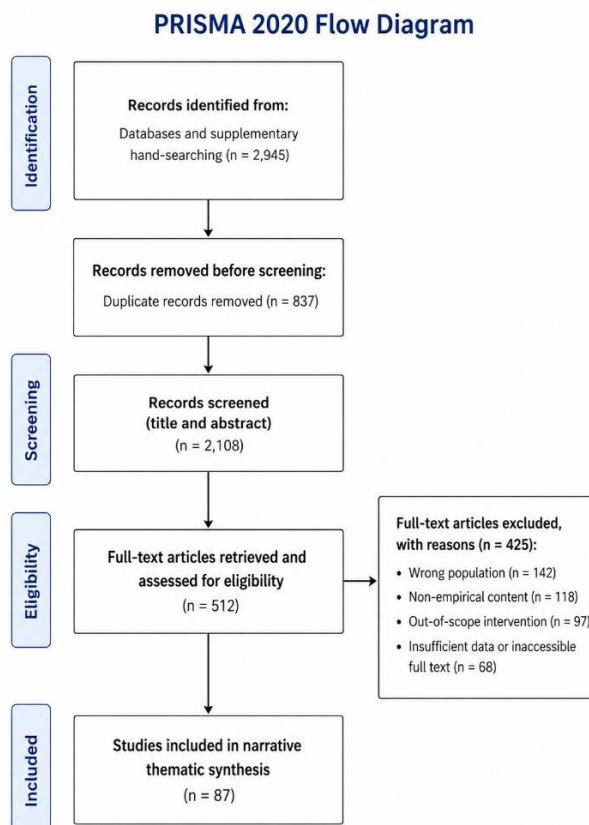 PRISMA 2020 Flow Diagram
Identification
Records identified from:
Databases and supplementary
hand-searching (n = 2,945)
Records removed before screening:
Duplicate records removed (n = 837)
Screening
Records screened
(title and abstract)
(n = 2,108)
Eligibility
Full-text articles retrieved and
assessed for eligibility
(n = 512)
Full-text articles excluded,
with reasons (n = 425):
• Wrong population (n = 142)
• Non-empirical content (n = 118)
• Out-of-scope intervention (n = 97)
• Insufficient data or inaccessible
full text (n = 68)
Included
Studies included in narrative
thematic synthesis
(n = 87)